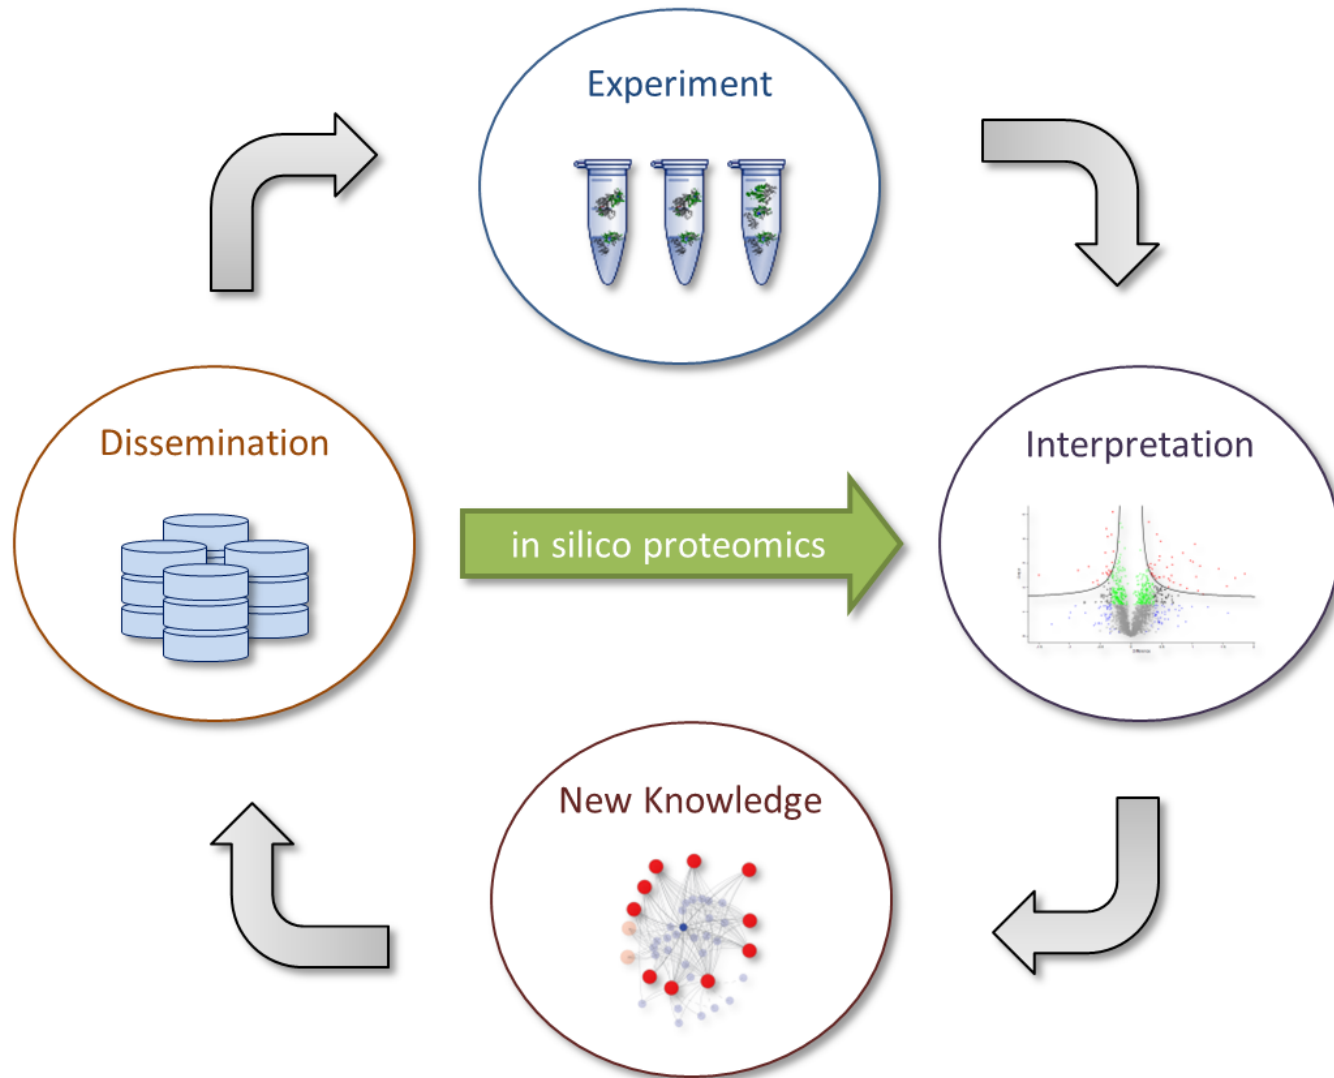 Experiment
Dissemination
Interpretation
in silico proteomics
New Knowledge